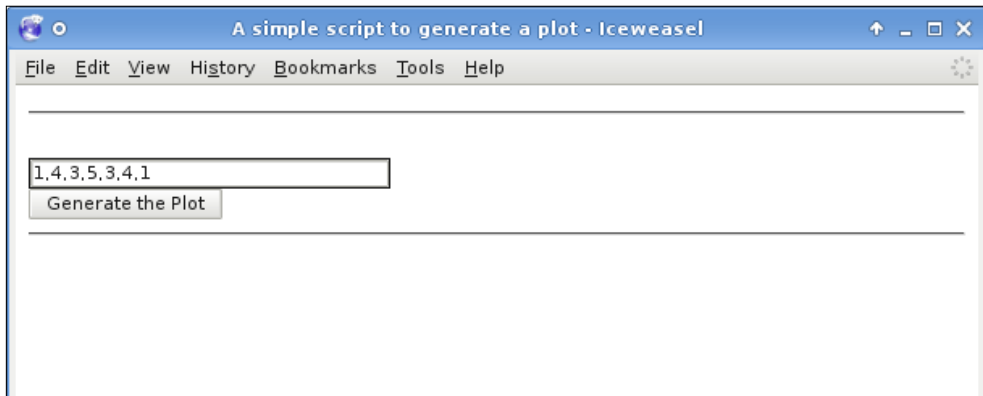 A simple script to generate a plot - Iceweasel
File Edit View History Bookmarks Tools Help
1,4,3,5,3,4,1
Generate the Plot